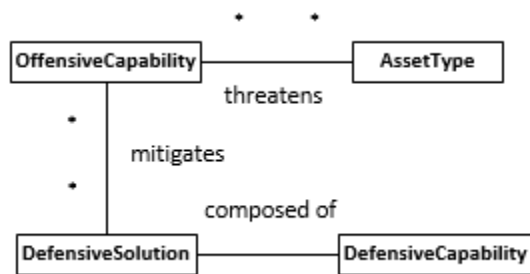 * *
OffensiveCapability AssetType
threatens
*
mitigates
*
composed of
DefensiveSolution DefensiveCapability